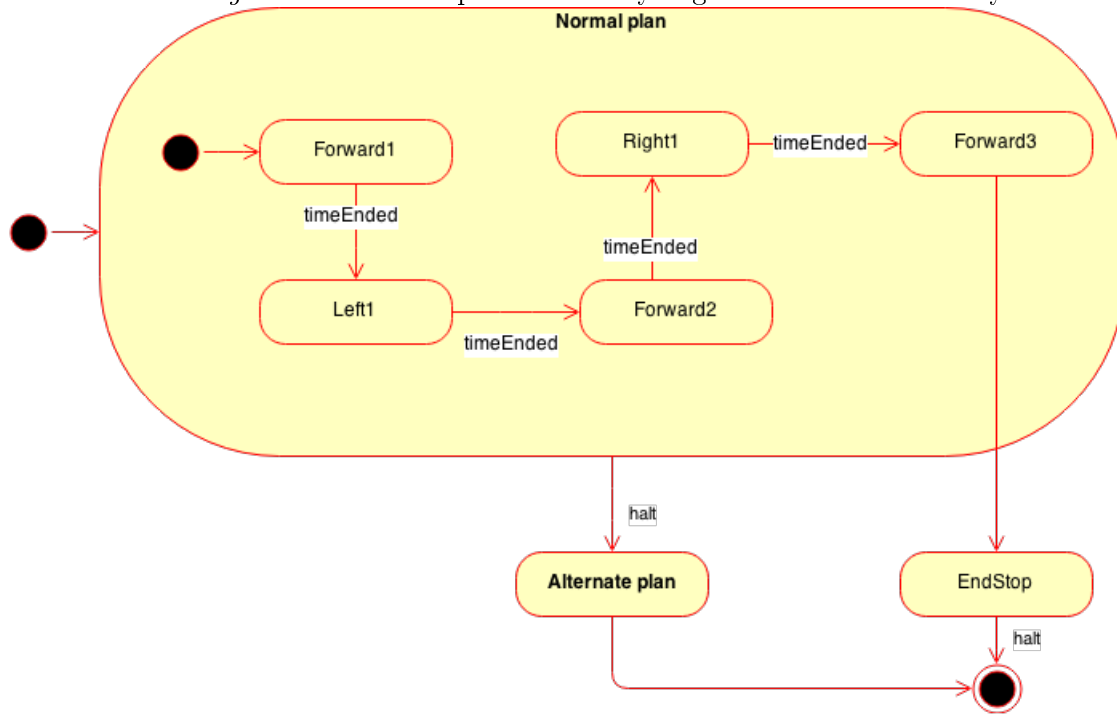 Normal plan
Forward1
Right1
timeEnded
Forward3
timeEnded
timeEnded
Left1
Forward2
timeEnded
halt
Alternate plan
EndStop
halt